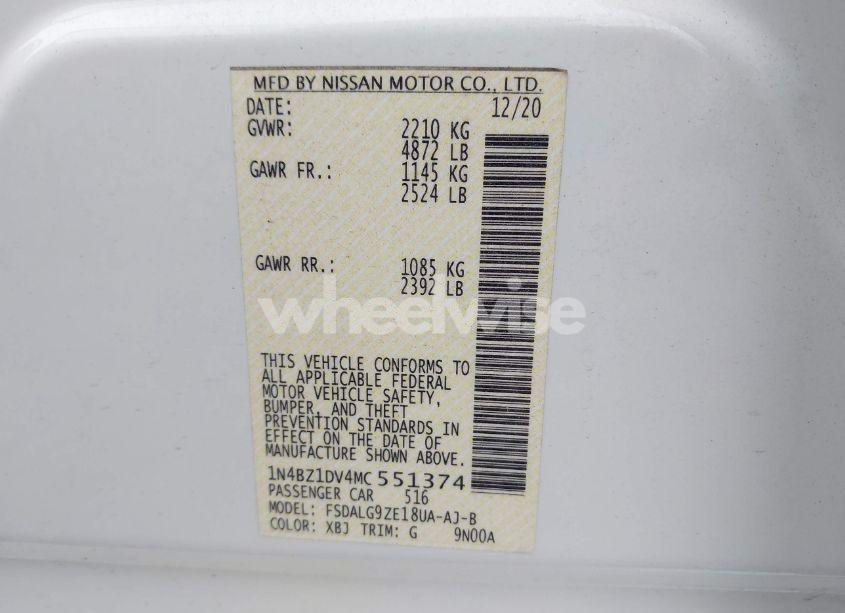 MFD BY NISSAN MOTOR CO., LTD.
DATE: 12/20
GVWR: 2210 KG
4872 LB
GAWR FR.: 1145 KG
2524 LB
GAWR RR.: 1085 KG
2392 LB
wheelwise
THIS VEHICLE CONFORMS TO
ALL APPLICABLE FEDERAL
MOTOR VEHICLE SAFETY,
BUMPER, AND THEFT
PREVENTION STANDARDS IN
EFFECT ON THE DATE OF
MANUFACTURE SHOWN ABOVE.
1N4BZ1DV4MC551374
PASSENGER CAR 516
MODEL: FSDALG9ZE18UA-AJ-B
COLOR: XBJ TRIM: G 9N00A